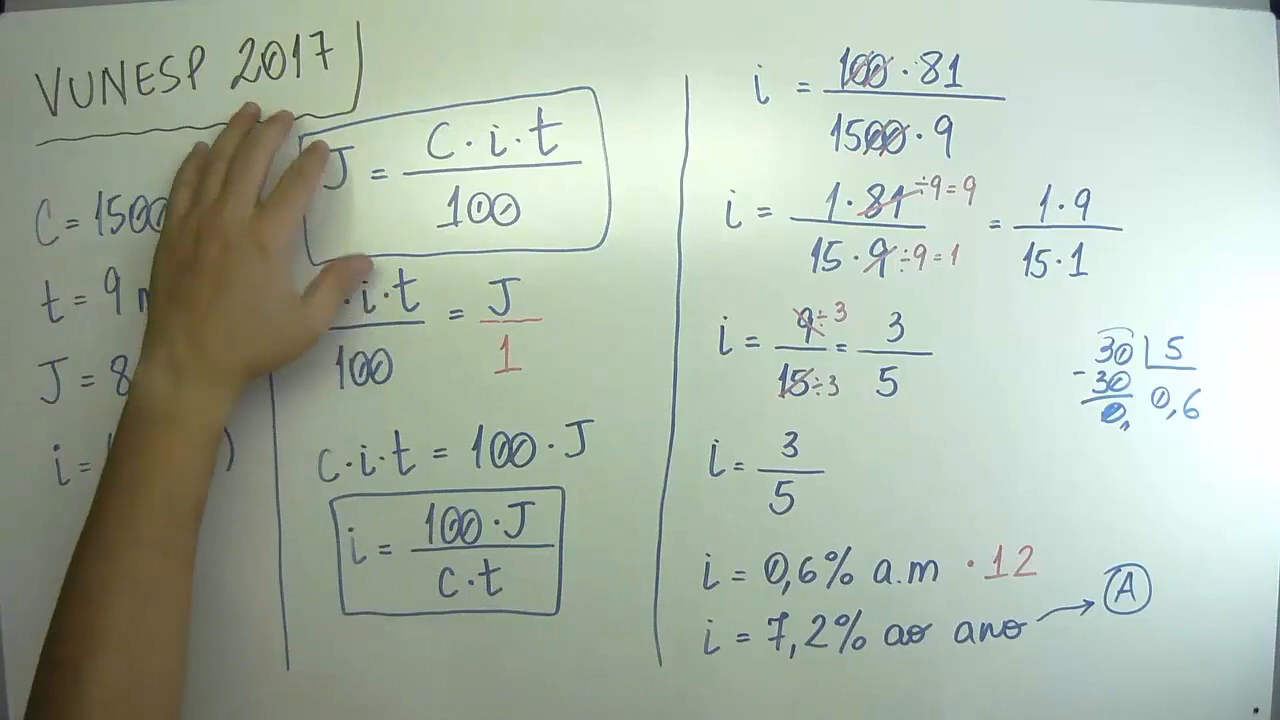 VUNESP 2017
C = 1500
t = 9
J = 8
i =
J = C·i·t / 100
·i·t / 100 = J / 1
C·i·t = 100·J
i = 100·J / C·t
i = 100·81 / 1500·9
i = 1·81 ÷9=9 / 15·9 ÷9=1 = 1·9 / 15·1
i = 9÷3 / 15÷3 = 3 / 5
30 | 5
-30 0,6
0,
i = 3 / 5
i = 0,6% a.m ·12
i = 7,2% ao ano → A